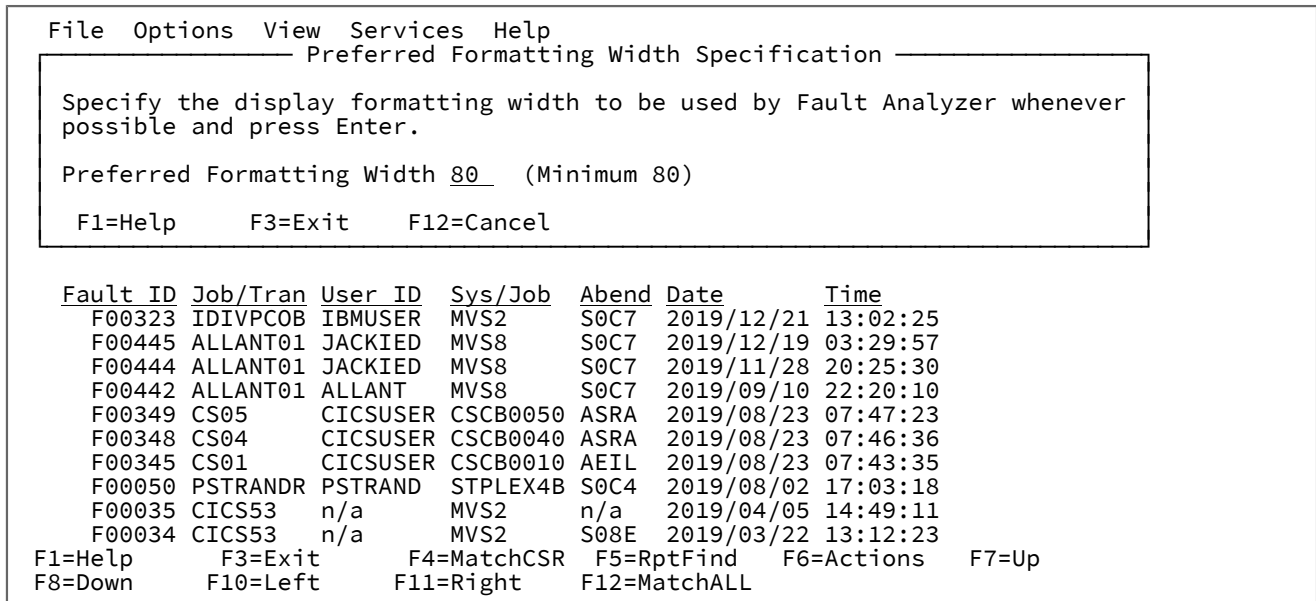 File  Options  View  Services  Help
Preferred Formatting Width Specification
Specify the display formatting width to be used by Fault Analyzer whenever
possible and press Enter.
Preferred Formatting Width 80  (Minimum 80)
F1=Help     F3=Exit    F12=Cancel
Fault ID Job/Tran User ID  Sys/Job  Abend Date       Time
F00323 IDIVPCOB IBMUSER  MVS2     S0C7  2019/12/21 13:02:25
F00445 ALLANT01 JACKIED  MVS8     S0C7  2019/12/19 03:29:57
F00444 ALLANT01 JACKIED  MVS8     S0C7  2019/11/28 20:25:30
F00442 ALLANT01 ALLANT   MVS8     S0C7  2019/09/10 22:20:10
F00349 CS05     CICSUSER CSCB0050 ASRA  2019/08/23 07:47:23
F00348 CS04     CICSUSER CSCB0040 ASRA  2019/08/23 07:46:36
F00345 CS01     CICSUSER CSCB0010 AEIL  2019/08/23 07:43:35
F00050 PSTRANDR PSTRAND  STPLEX4B S0C4  2019/08/02 17:03:18
F00035 CICS53   n/a      MVS2     n/a   2019/04/05 14:49:11
F00034 CICS53   n/a      MVS2     S08E  2019/03/22 13:12:23
F1=Help      F3=Exit      F4=MatchCSR  F5=RptFind   F6=Actions   F7=Up
F8=Down     F10=Left     F11=Right    F12=MatchALL